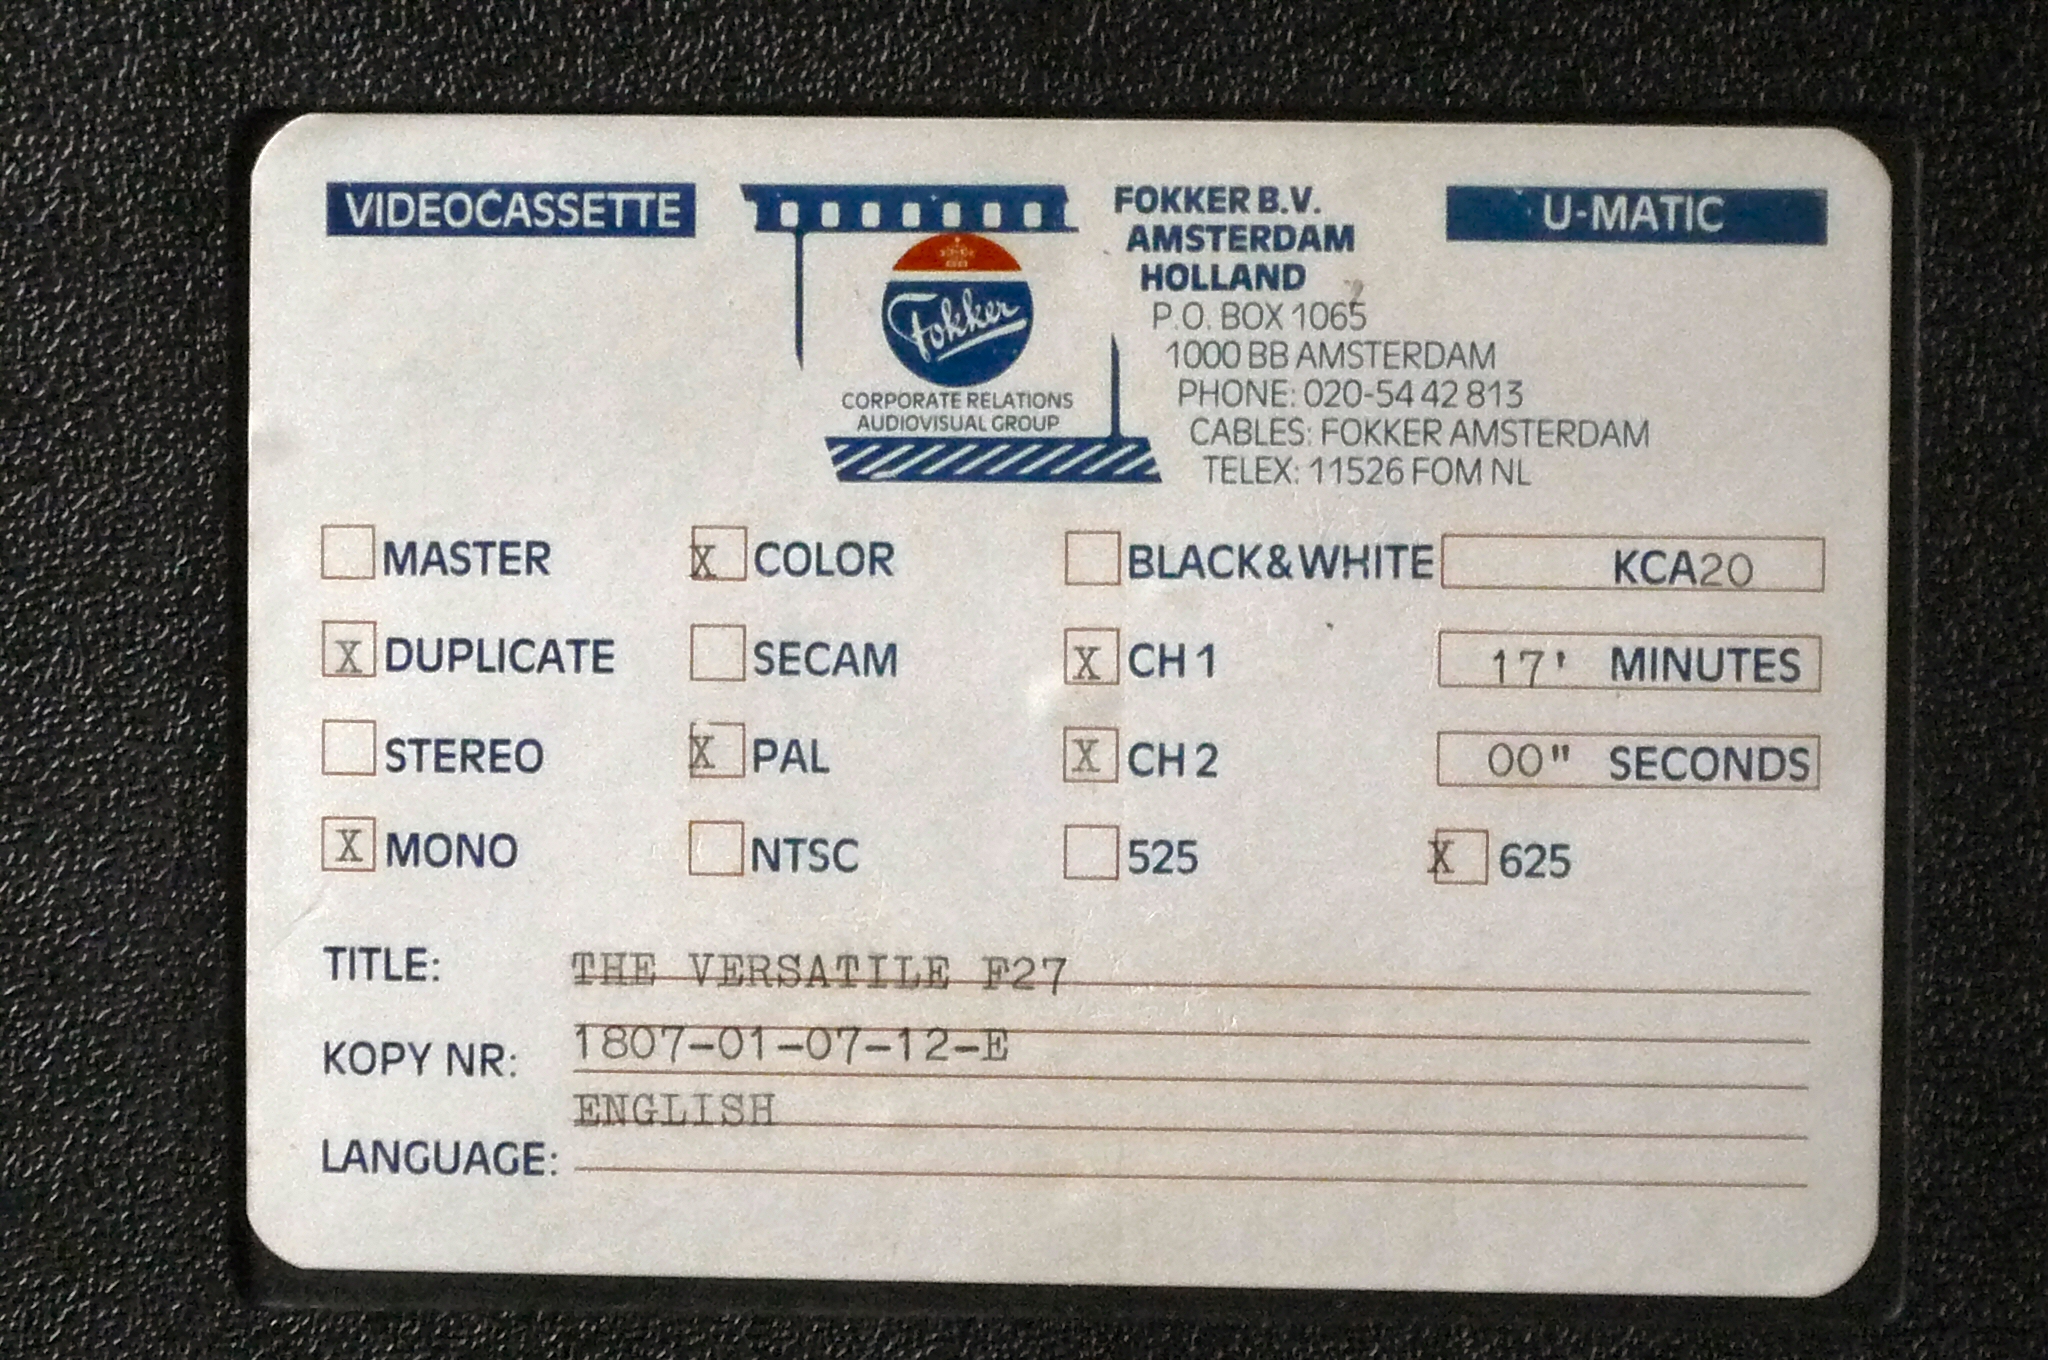 VIDEOCASSETTE
Fokker
CORPORATE RELATIONS
AUDIOVISUAL GROUP
FOKKER B.V.
AMSTERDAM
HOLLAND
P.O. BOX 1065
1000 BB AMSTERDAM
PHONE: 020-54 42 813
CABLES: FOKKER AMSTERDAM
TELEX: 11526 FOM NL
U-MATIC
MASTER X COLOR BLACK&WHITE KCA20
X DUPLICATE SECAM X CH 1 17' MINUTES
STEREO X PAL X CH 2 00" SECONDS
X MONO NTSC 525 X 625
TITLE: THE VERSATILE F27
KOPY NR: 1807-01-07-12-E
ENGLISH
LANGUAGE: